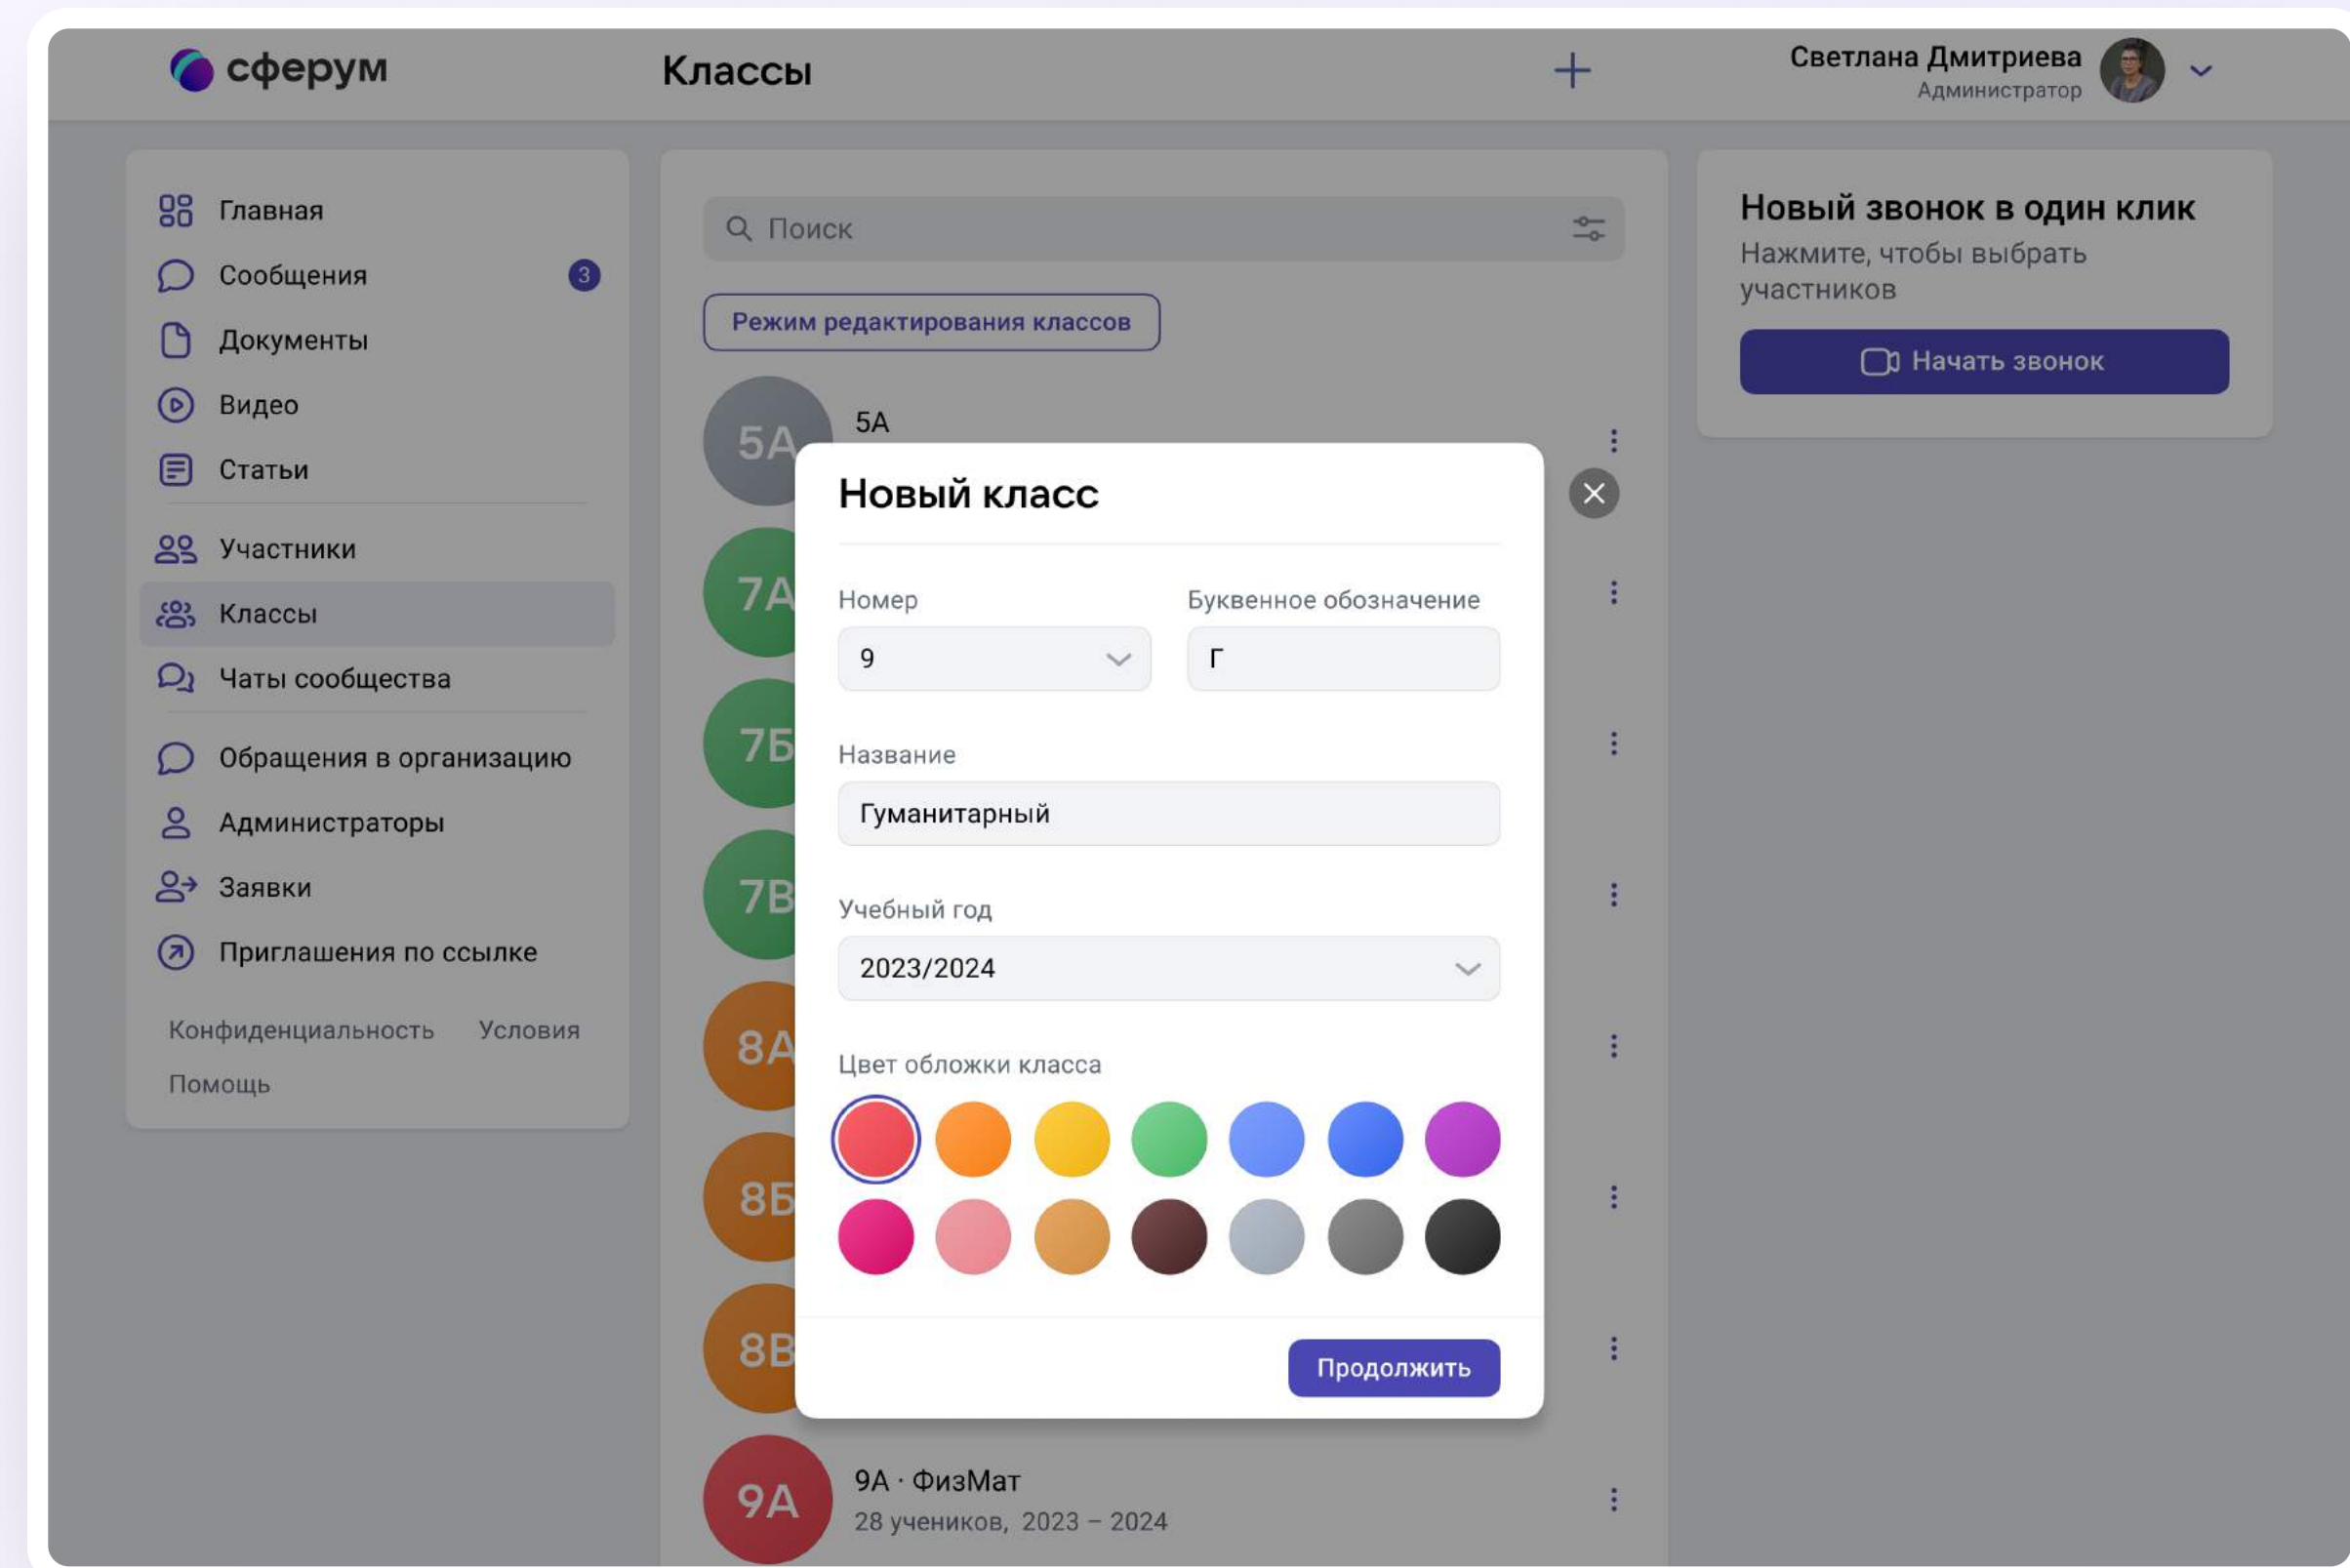 сферум
Классы
Светлана Дмитриева
Администратор
Главная
Сообщения
3
Документы
Видео
Статьи
Участники
Классы
Чаты сообщества
Обращения в организацию
Администраторы
Заявки
Приглашения по ссылке
Конфиденциальность Условия
Помощь
Поиск
Режим редактирования классов
5А
5А
7А
7Б
7В
8А
8Б
8В
9А
9А · ФизМат
28 учеников, 2023 – 2024
Новый класс
Номер Буквенное обозначение
9 Г
Название
Гуманитарный
Учебный год
2023/2024
Цвет обложки класса
Продолжить
Новый звонок в один клик
Нажмите, чтобы выбрать
участников
Начать звонок